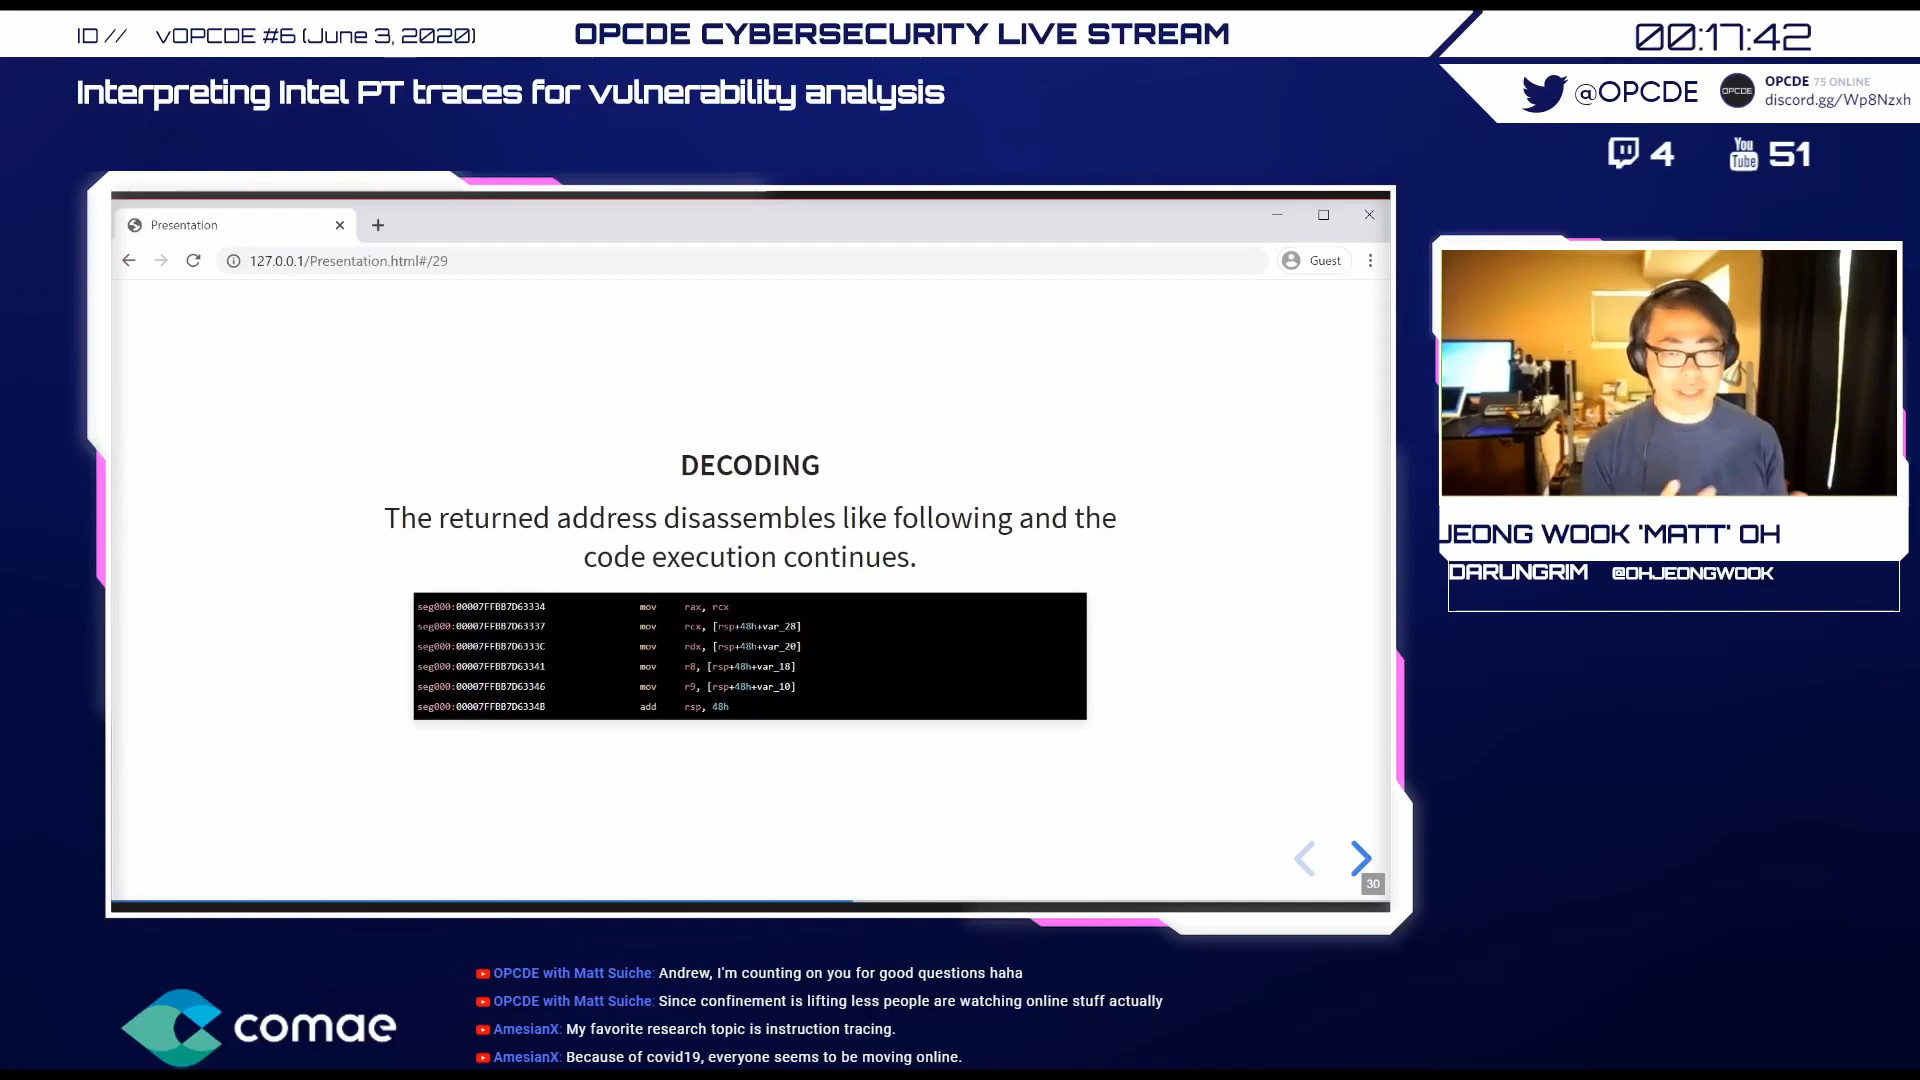 ID // vOPCDE #6 (June 3, 2020)
OPCDE CYBERSECURITY LIVE STREAM
00:17:42
Interpreting Intel PT traces for vulnerability analysis
@OPCDE
OPCDE
OPCDE 75 ONLINE
discord.gg/Wp8Nzxh
4
You Tube 51
Presentation
127.0.0.1/Presentation.html#/29
Guest
DECODING
The returned address disassembles like following and the
code execution continues.
seg000:00007FFBB7D63334 mov rax, rcx
seg000:00007FFBB7D63337 mov rcx, [rsp+48h+var_28]
seg000:00007FFBB7D6333C mov rdx, [rsp+48h+var_20]
seg000:00007FFBB7D63341 mov r8, [rsp+48h+var_18]
seg000:00007FFBB7D63346 mov r9, [rsp+48h+var_10]
seg000:00007FFBB7D6334B add rsp, 48h
30
JEONG WOOK 'MATT' OH
DARUNGRIM @OHJEONGWOOK
OPCDE with Matt Suiche: Andrew, I'm counting on you for good questions haha
OPCDE with Matt Suiche: Since confinement is lifting less people are watching online stuff actually
AmesianX: My favorite research topic is instruction tracing.
AmesianX: Because of covid19, everyone seems to be moving online.
comae